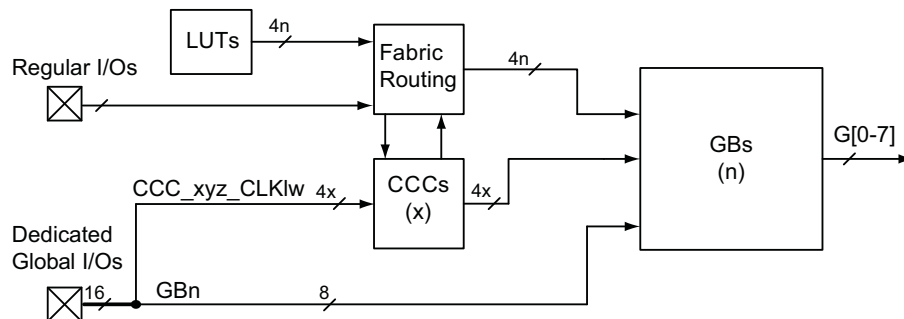 LUTs
4n
Fabric
Routing
4n
Regular I/Os
GBs
(n)
G[0-7]
CCC_xyz_CLKlw
4x
CCCs
(x)
4x
Dedicated
Global I/Os
16
GBn
8